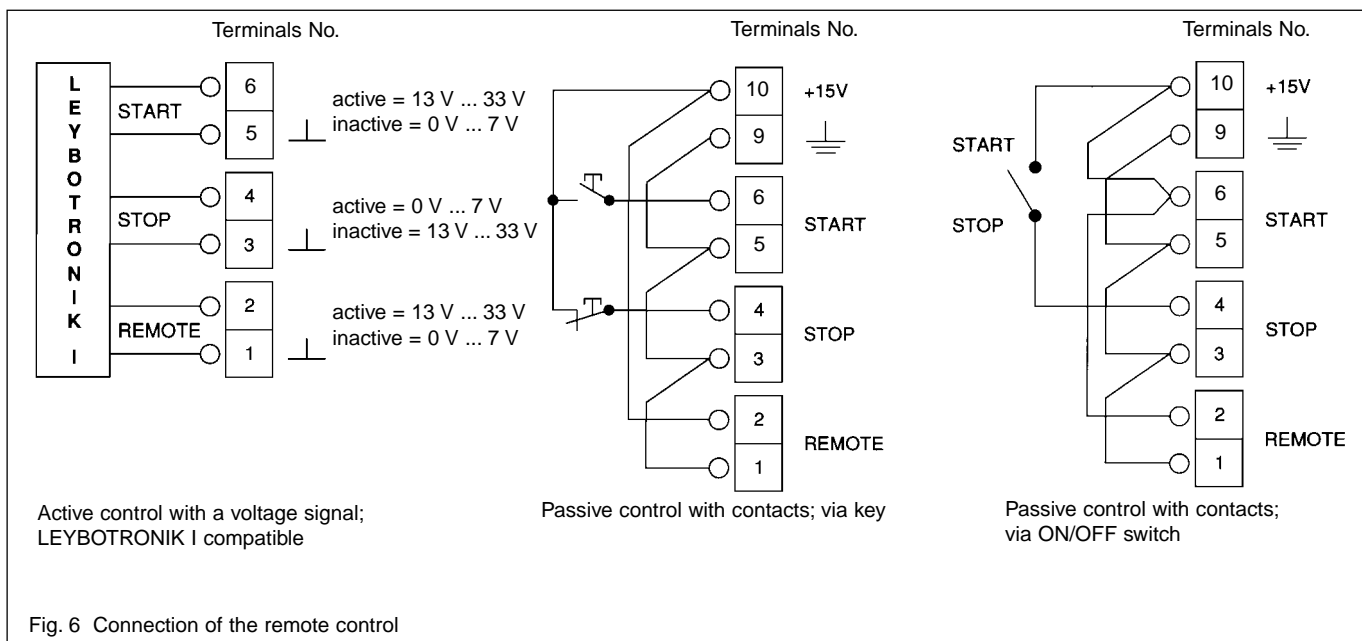 Terminals No.
LEYBOTRONIK I
6
START
5
active = 13 V ... 33 V
inactive = 0 V ... 7 V
4
STOP
3
active = 0 V ... 7 V
inactive = 13 V ... 33 V
2
REMOTE
1
active = 13 V ... 33 V
inactive = 0 V ... 7 V
Active control with a voltage signal;
LEYBOTRONIK I compatible
Terminals No.
10 +15V
9
6
START
5
4
STOP
3
2
REMOTE
1
Passive control with contacts; via key
Terminals No.
START
STOP
10 +15V
9
6
START
5
4
STOP
3
2
REMOTE
1
Passive control with contacts;
via ON/OFF switch
Fig. 6 Connection of the remote control